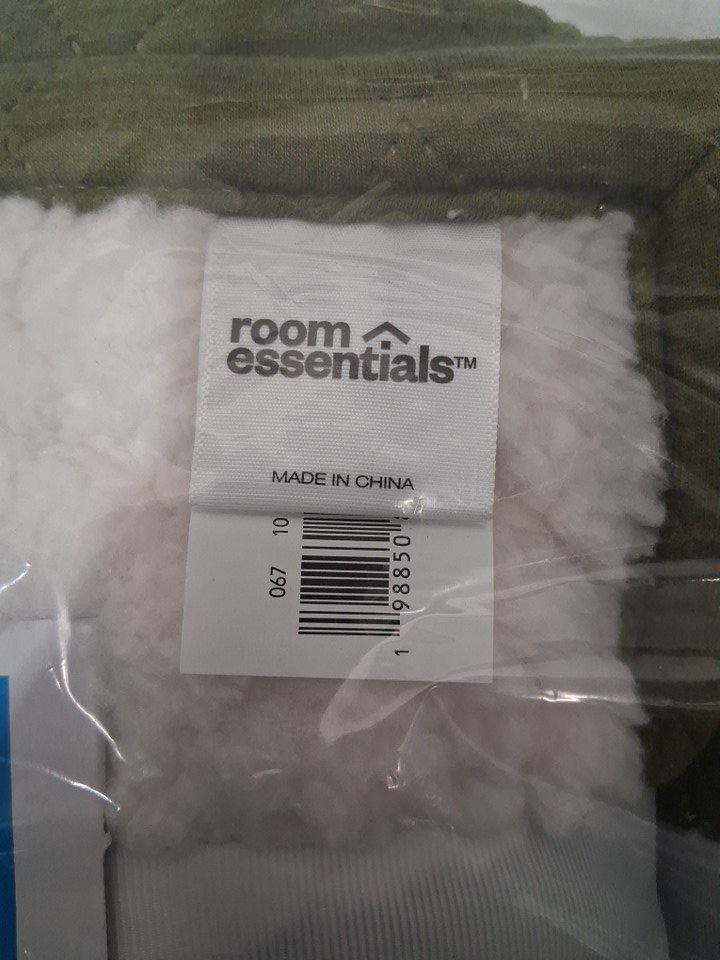 room
essentials™
MADE IN CHINA
067 10
1 98850